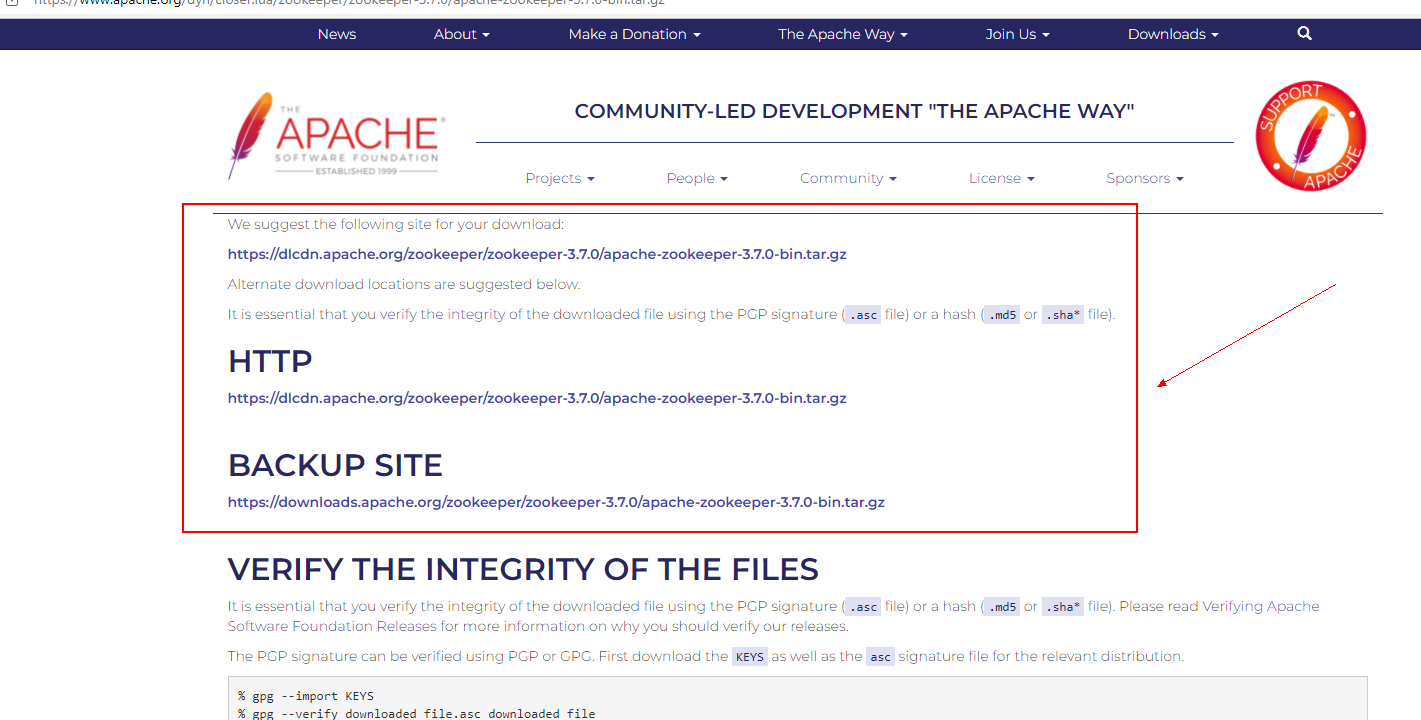 https://www.apache.org/dyn/closer.lua/zookeeper/zookeeper-3.7.0/apache-zookeeper-3.7.0-bin.tar.gz
News About Make a Donation The Apache Way Join Us Downloads
THE
APACHE®
SOFTWARE FOUNDATION
ESTABLISHED 1999
COMMUNITY-LED DEVELOPMENT "THE APACHE WAY"
SUPPORT
APACHE
Projects People Community License Sponsors
We suggest the following site for your download:
https://dlcdn.apache.org/zookeeper/zookeeper-3.7.0/apache-zookeeper-3.7.0-bin.tar.gz
Alternate download locations are suggested below.
It is essential that you verify the integrity of the downloaded file using the PGP signature ( .asc file) or a hash ( .md5 or .sha* file).
HTTP
https://dlcdn.apache.org/zookeeper/zookeeper-3.7.0/apache-zookeeper-3.7.0-bin.tar.gz
BACKUP SITE
https://downloads.apache.org/zookeeper/zookeeper-3.7.0/apache-zookeeper-3.7.0-bin.tar.gz
VERIFY THE INTEGRITY OF THE FILES
It is essential that you verify the integrity of the downloaded file using the PGP signature ( .asc file) or a hash ( .md5 or .sha* file). Please read Verifying Apache
Software Foundation Releases for more information on why you should verify our releases.
The PGP signature can be verified using PGP or GPG. First download the KEYS as well as the asc signature file for the relevant distribution.
% gpg --import KEYS
% gpg --verify downloaded_file.asc downloaded_file